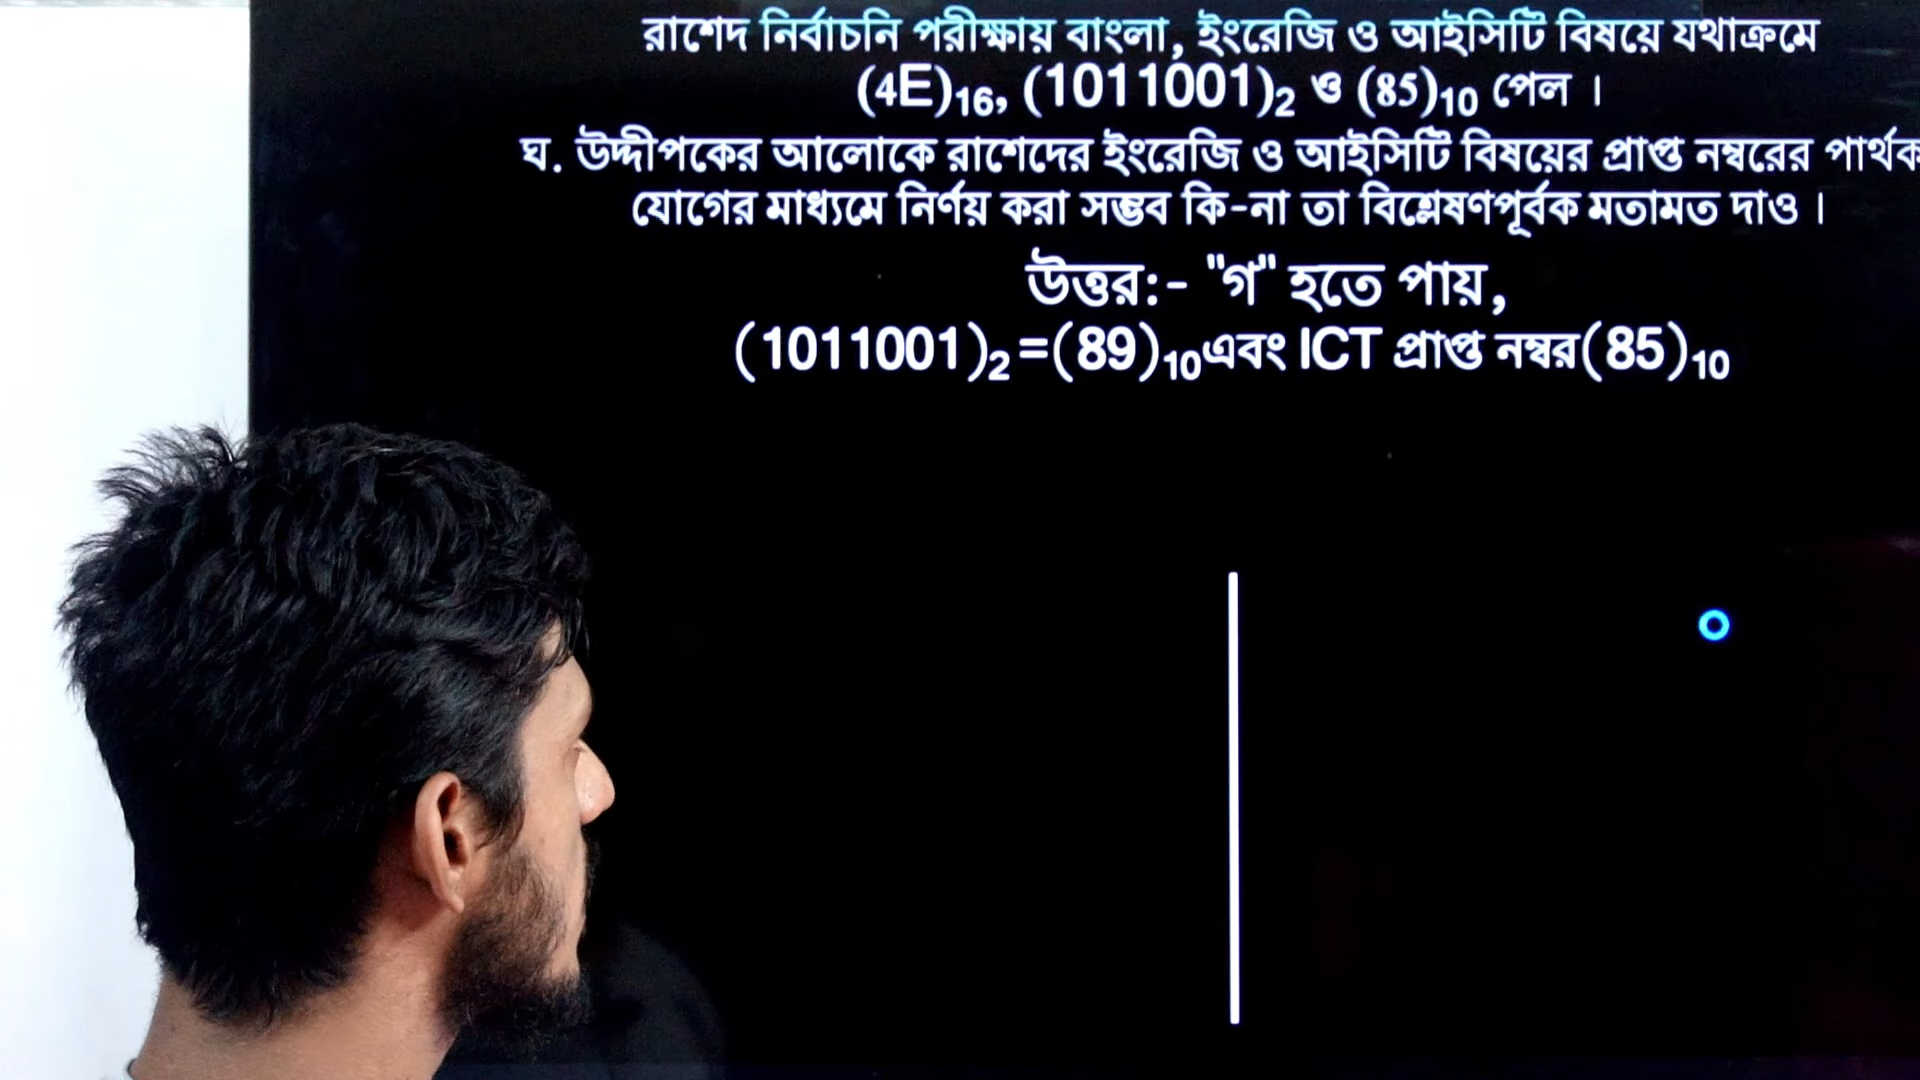 রাশেদ নির্বাচনি পরীক্ষায় বাংলা, ইংরেজি ও আইসিটি বিষয়ে যথাক্রমে
(4E)₁₆, (1011001)₂ ও (85)₁₀ পেল ।
ঘ. উদ্দীপকের আলোকে রাশেদের ইংরেজি ও আইসিটি বিষয়ের প্রাপ্ত নম্বরের
যোগের মাধ্যমে নির্ণয় করা সম্ভব কি-না তা বিশ্লেষণপূর্বক মতামত দাও ।
উত্তর:- "গ" হতে পায়,
(1011001)₂=(89)₁₀এবং ICT প্রাপ্ত নম্বর(85)₁₀